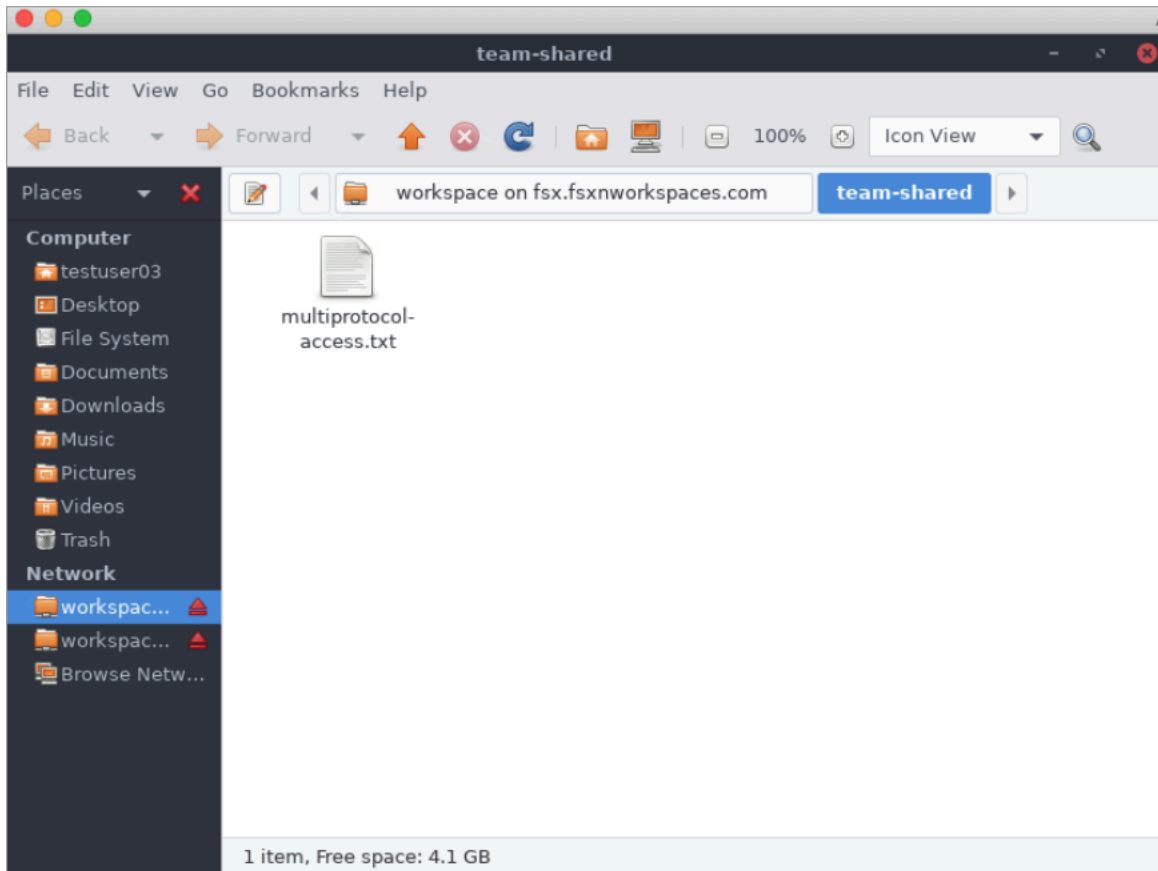 team-shared
File Edit View Go Bookmarks Help
Back Forward 100% Icon View
Places
workspace on fsx.fsxnworkspaces.com team-shared
Computer
testuser03
Desktop
File System
Documents
Downloads
Music
Pictures
Videos
Trash
Network
workspac...
workspac...
Browse Netw...
multiprotocol-
access.txt
1 item, Free space: 4.1 GB